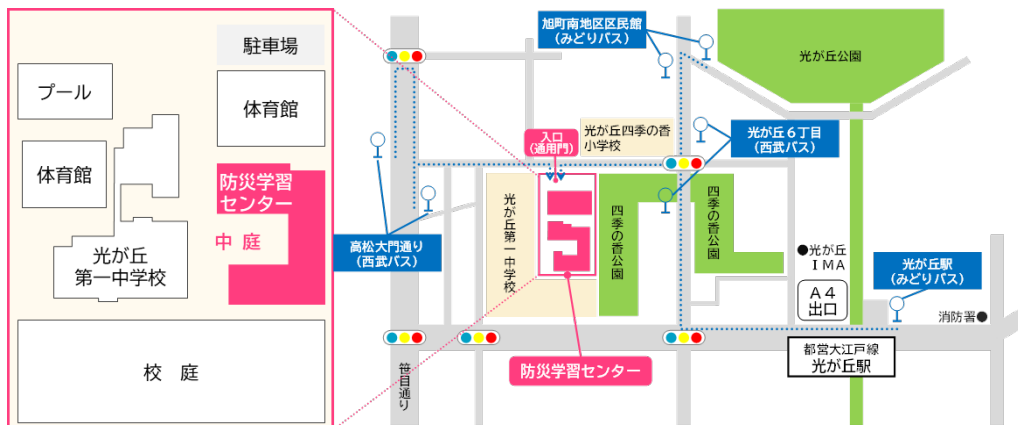 駐車場
プール
体育館
体育館
防災学習
センター
中 庭
光が丘
第一中学校
校 庭
旭町南地区区民館
(みどりバス)
光が丘公園
入口
(通用門)
光が丘四季の香
小学校
光が丘6丁目
(西武バス)
高松大門通り
(西武バス)
光が丘第一中学校
四季の香公園
四季の香公園
●光が丘
IMA
A4
出口
光が丘駅
(みどりバス)
消防署●
都営大江戸線
光が丘駅
防災学習センター
笹目通り